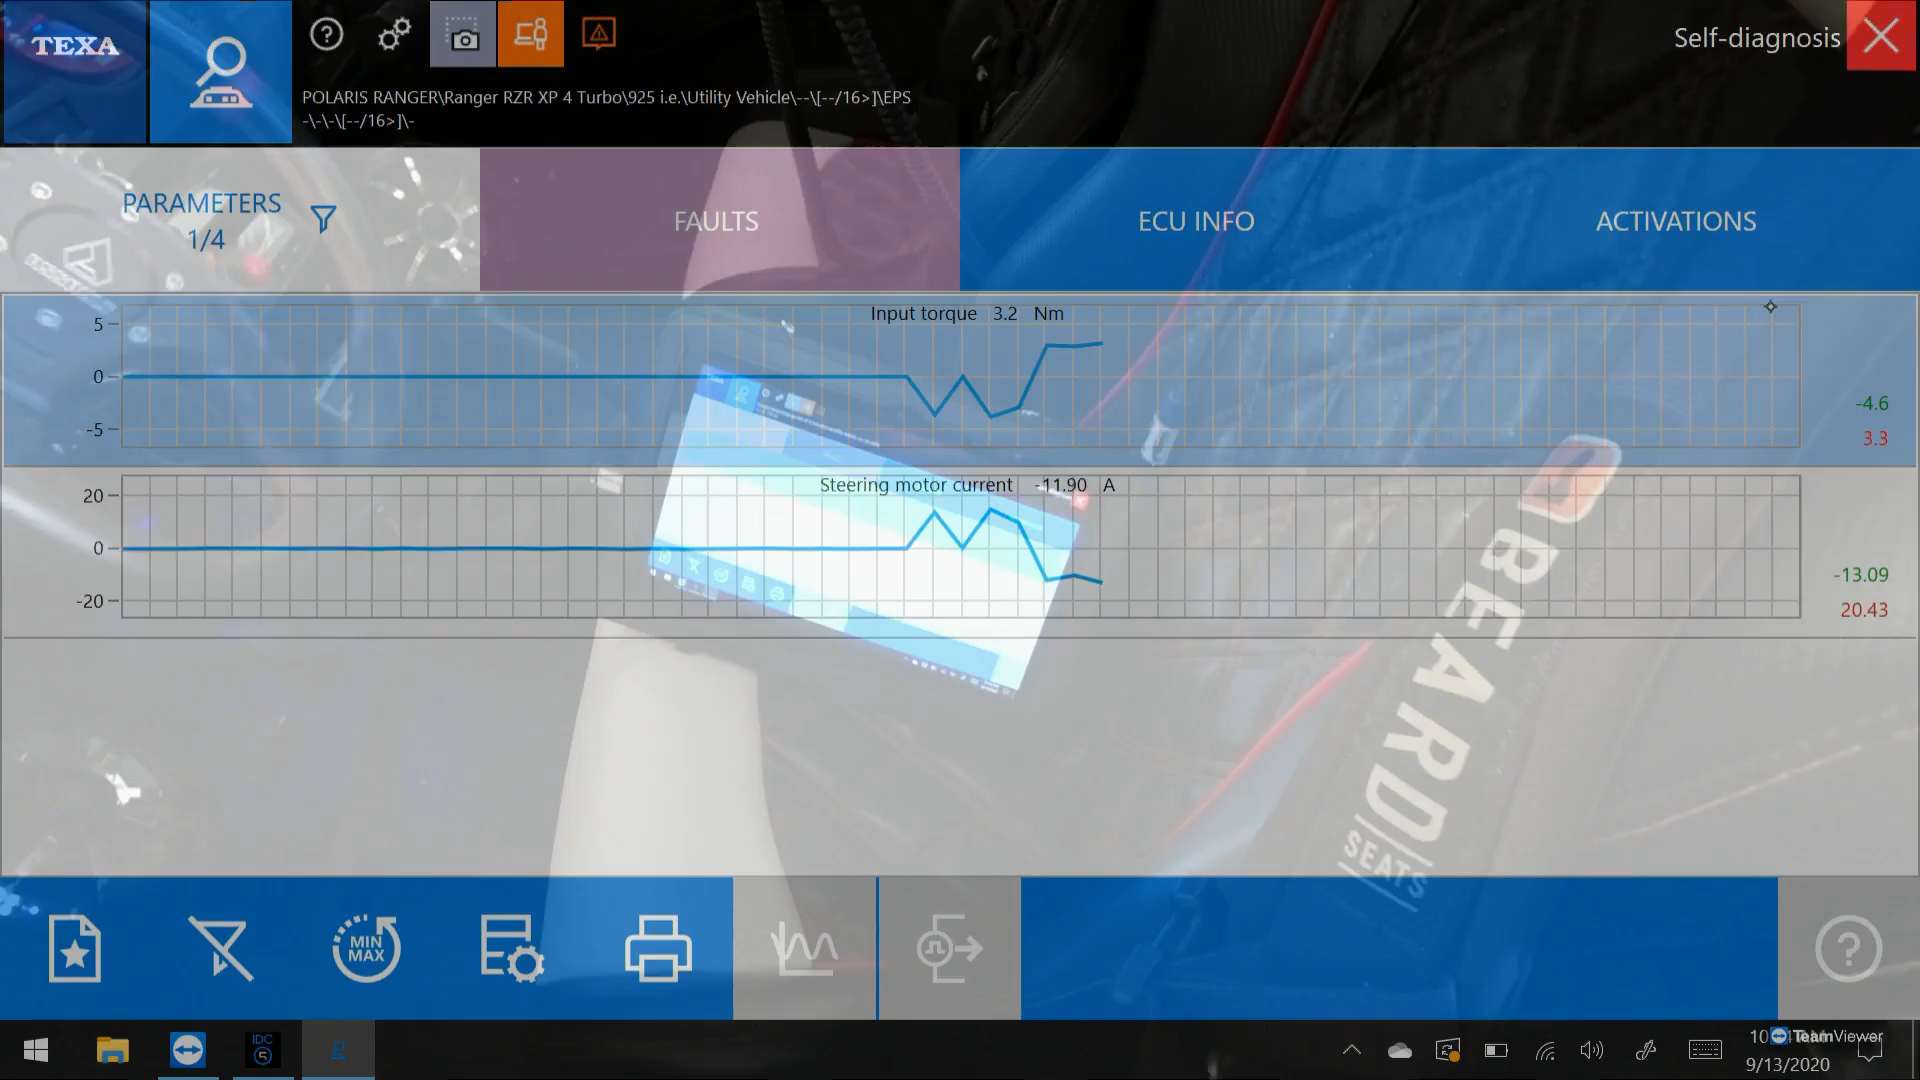 TEXA
Self-diagnosis
POLARIS RANGER\Ranger RZR XP 4 Turbo\925 i.e.\Utility Vehicle\--\[--/16>]\EPS
-\-\-\[--/16>]\-
PARAMETERS
1/4
FAULTS
ECU INFO
ACTIVATIONS
Input torque 3.2 Nm
5
0
-5
-4.6
3.3
Steering motor current -11.90 A
20
0
-20
-13.09
20.43
BEARD
SEATS
MIN
MAX
IDC
5
TeamViewer
9/13/2020